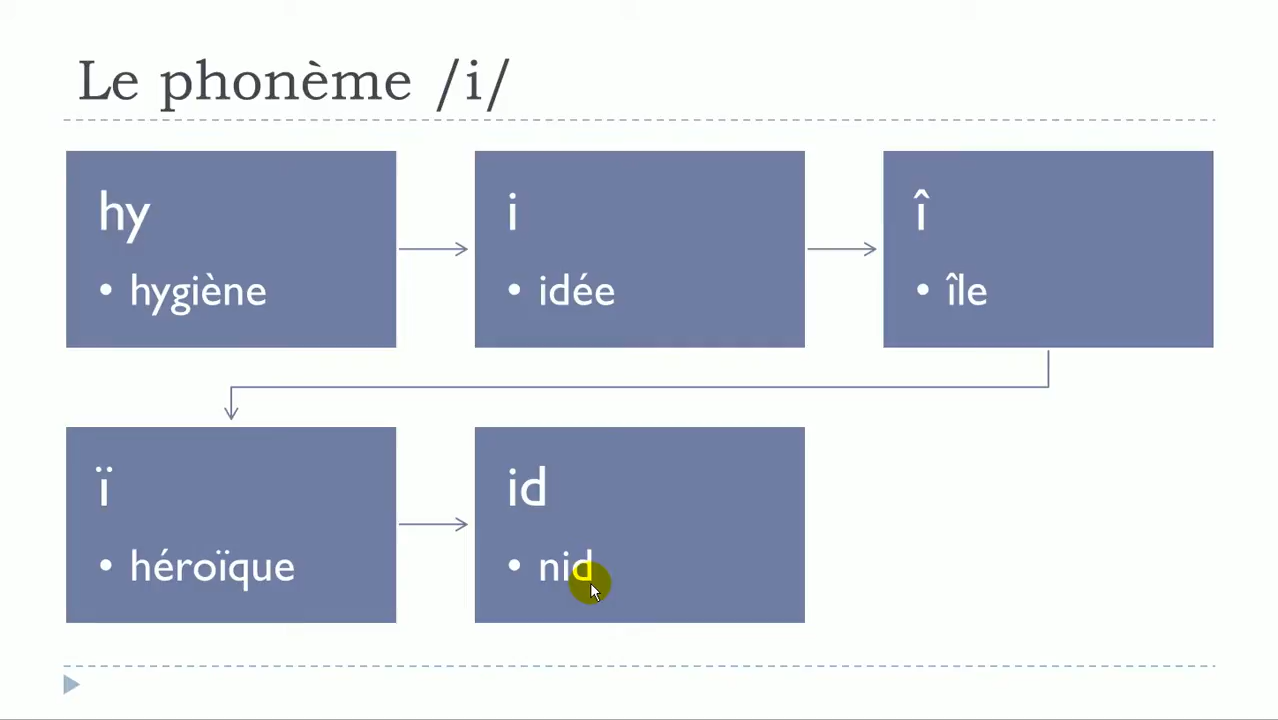 Le phonème /i/
hy
• hygiène
i
• idée
î
• île
ï
• héroïque
id
• nid